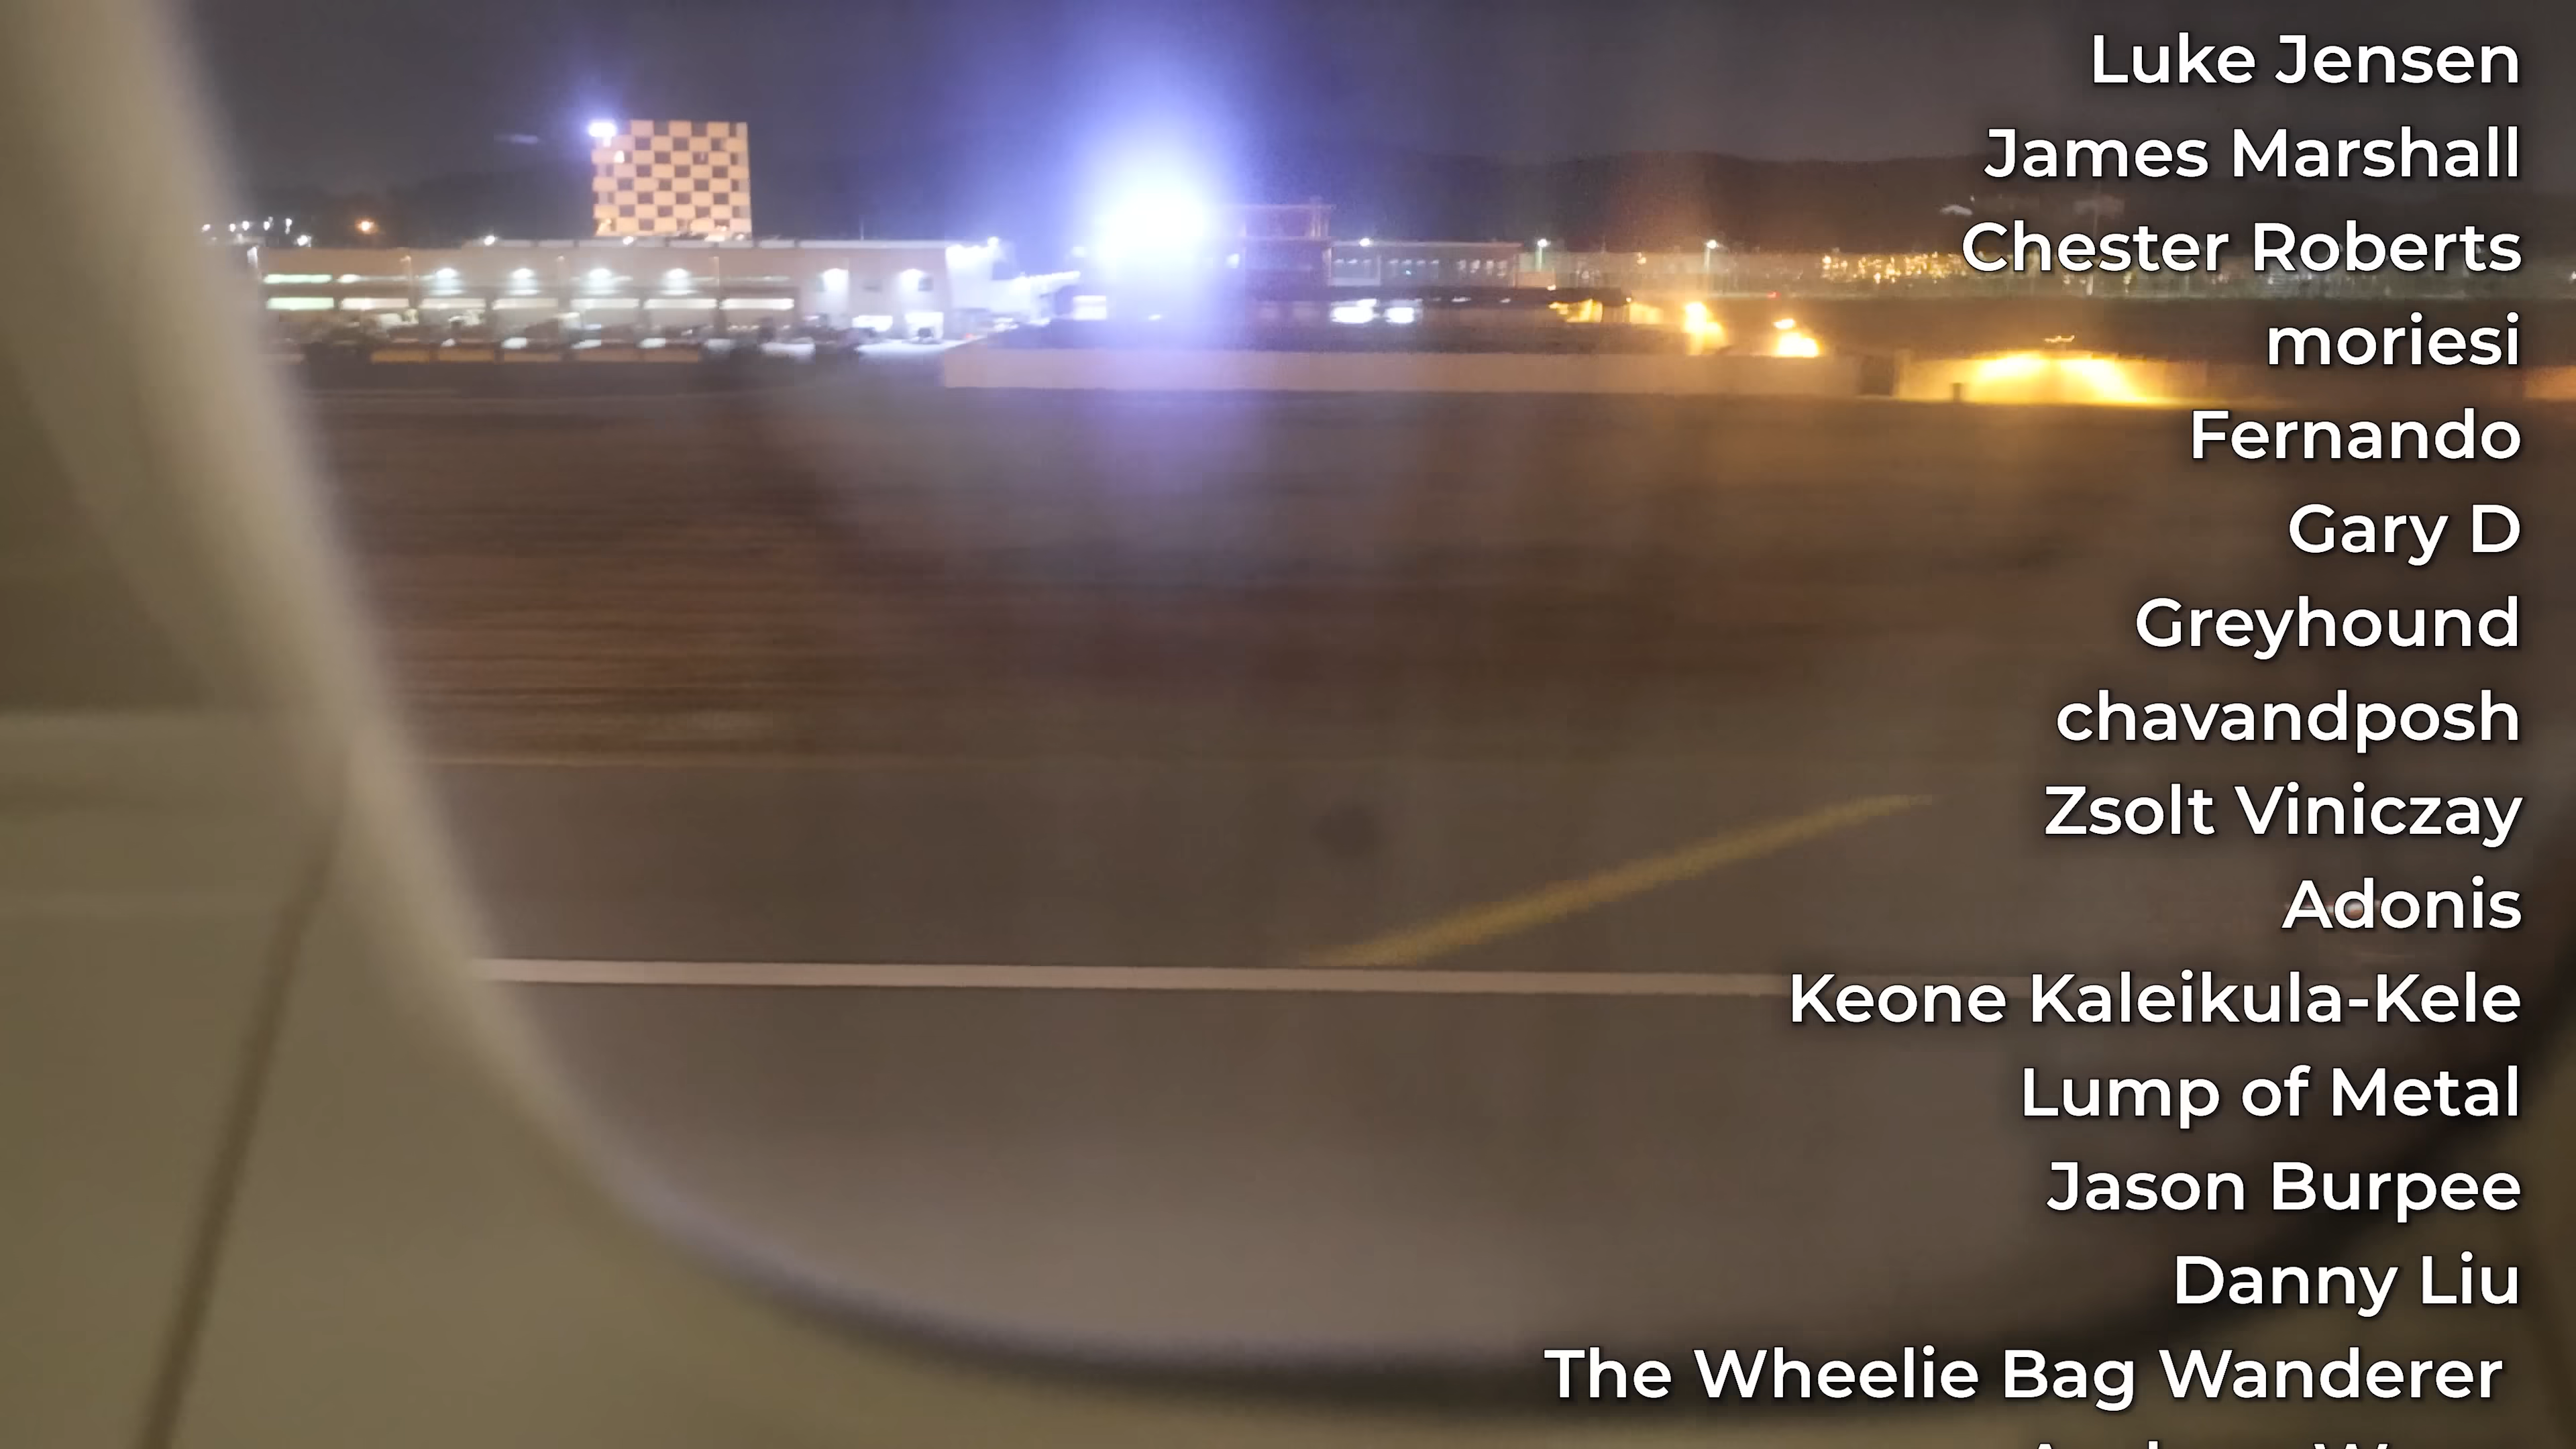 Luke Jensen
James Marshall
Chester Roberts
moriesi
Fernando
Gary D
Greyhound
chavandposh
Zsolt Viniczay
Adonis
Keone Kaleikula-Kele
Lump of Metal
Jason Burpee
Danny Liu
The Wheelie Bag Wanderer